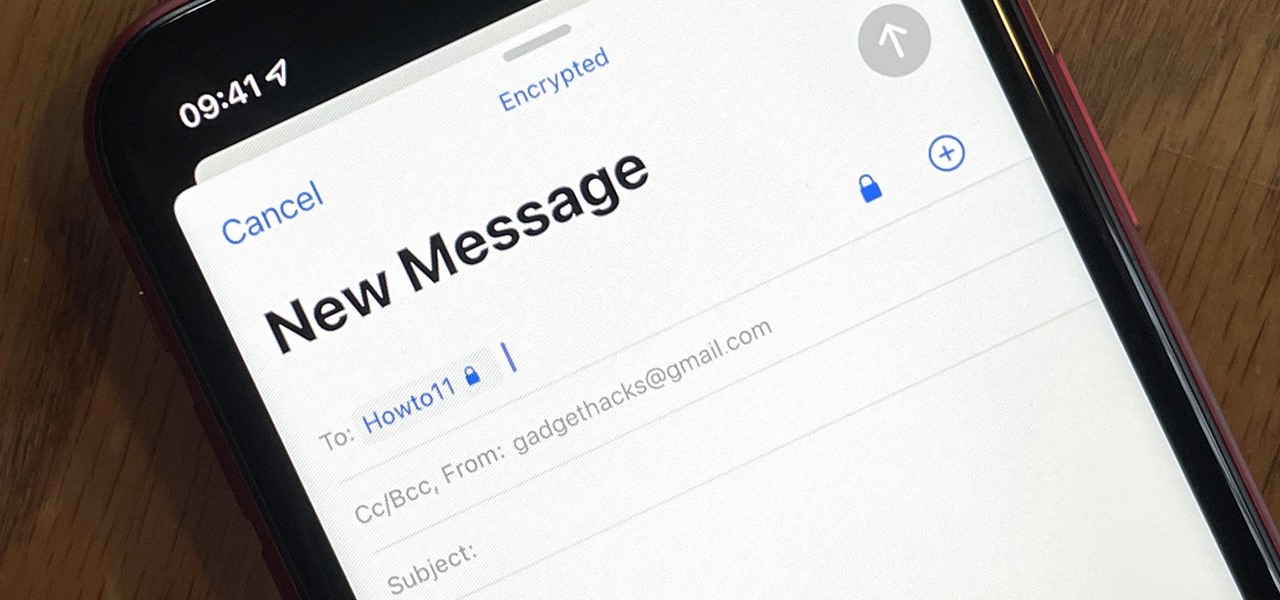 09:41
Encrypted
Cancel
New Message
To: Howto11
Cc/Bcc, From: gadgethacks@gmail.com
Subject: